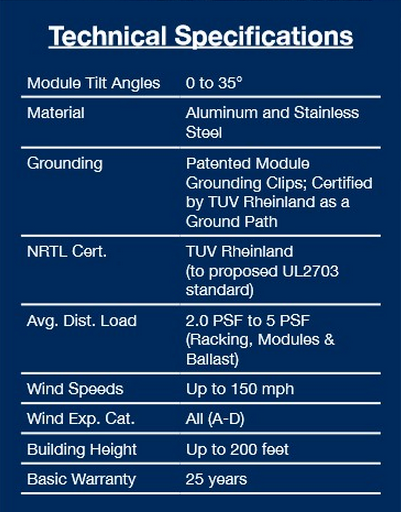 Technical Specifications
Module Tilt Angles 0 to 35°
Material Aluminum and Stainless
Steel
Grounding Patented Module
Grounding Clips; Certified
by TUV Rheinland as a
Ground Path
NRTL Cert. TUV Rheinland
(to proposed UL2703
standard)
Avg. Dist. Load 2.0 PSF to 5 PSF
(Racking, Modules &
Ballast)
Wind Speeds Up to 150 mph
Wind Exp. Cat. All (A-D)
Building Height Up to 200 feet
Basic Warranty 25 years